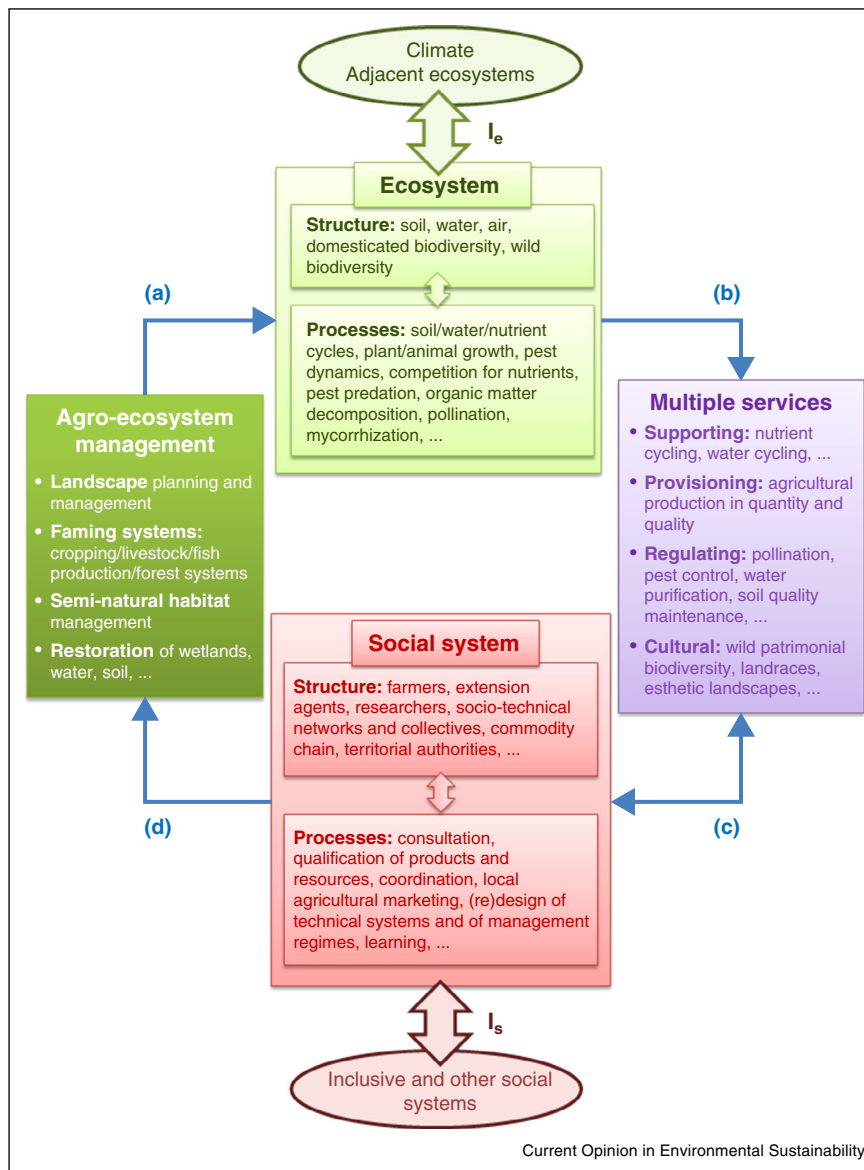 Climate
Adjacent ecosystems
I_e
Ecosystem
Structure: soil, water, air,
domesticated biodiversity, wild
biodiversity
(a)
(b)
Processes: soil/water/nutrient
cycles, plant/animal growth, pest
dynamics, competition for nutrients,
pest predation, organic matter
decomposition, pollination,
mycorrhization, ...
Agro-ecosystem
management
• Landscape planning and
management
• Faming systems:
cropping/livestock/fish
production/forest systems
• Semi-natural habitat
management
• Restoration of wetlands,
water, soil, ...
Multiple services
• Supporting: nutrient
cycling, water cycling, ...
• Provisioning: agricultural
production in quantity and
quality
• Regulating: pollination,
pest control, water
purification, soil quality
maintenance, ...
• Cultural: wild patrimonial
biodiversity, landraces,
esthetic landscapes, ...
Social system
Structure: farmers, extension
agents, researchers, socio-technical
networks and collectives, commodity
chain, territorial authorities, ...
(d)
(c)
Processes: consultation,
qualification of products and
resources, coordination, local
agricultural marketing, (re)design of
technical systems and of management
regimes, learning, ...
I_s
Inclusive and other social
systems
Current Opinion in Environmental Sustainability